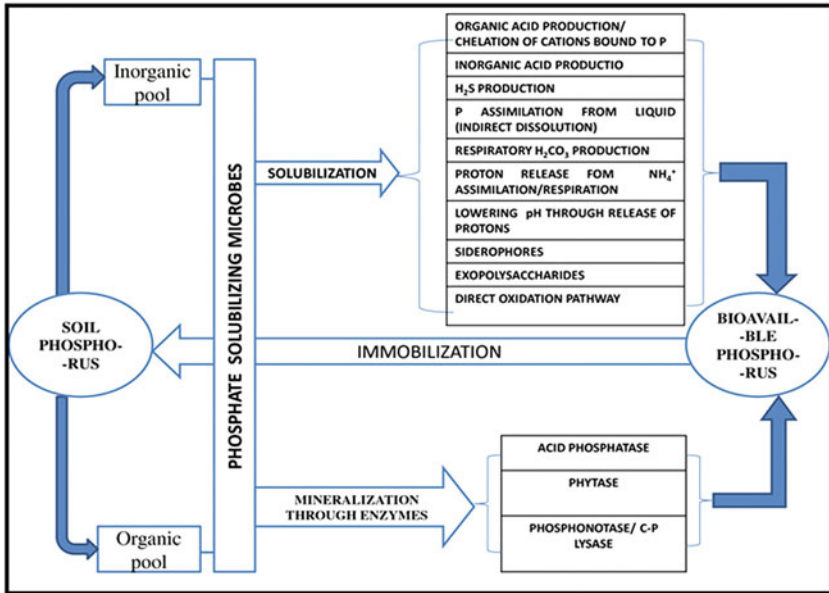 Inorganic
pool
SOIL
PHOSPHO-
-RUS
Organic
pool
PHOSPHATE SOLUBILIZING MICROBES
SOLUBILIZATION
ORGANIC ACID PRODUCTION/
CHELATION OF CATIONS BOUND TO P
INORGANIC ACID PRODUCTIO
H₂S PRODUCTION
P ASSIMILATION FROM LIQUID
(INDIRECT DISSOLUTION)
RESPIRATORY H₂CO₃ PRODUCTION
PROTON RELEASE FOM NH₄⁺
ASSIMILATION/RESPIRATION
LOWERING pH THROUGH RELEASE OF
PROTONS
SIDEROPHORES
EXOPOLYSACCHARIDES
DIRECT OXIDATION PATHWAY
IMMOBILIZATION
BIOAVAIL-
-BLE
PHOSPHO-
-RUS
MINERALIZATION
THROUGH ENZYMES
ACID PHOSPHATASE
PHYTASE
PHOSPHONOTASE/ C-P
LYSASE